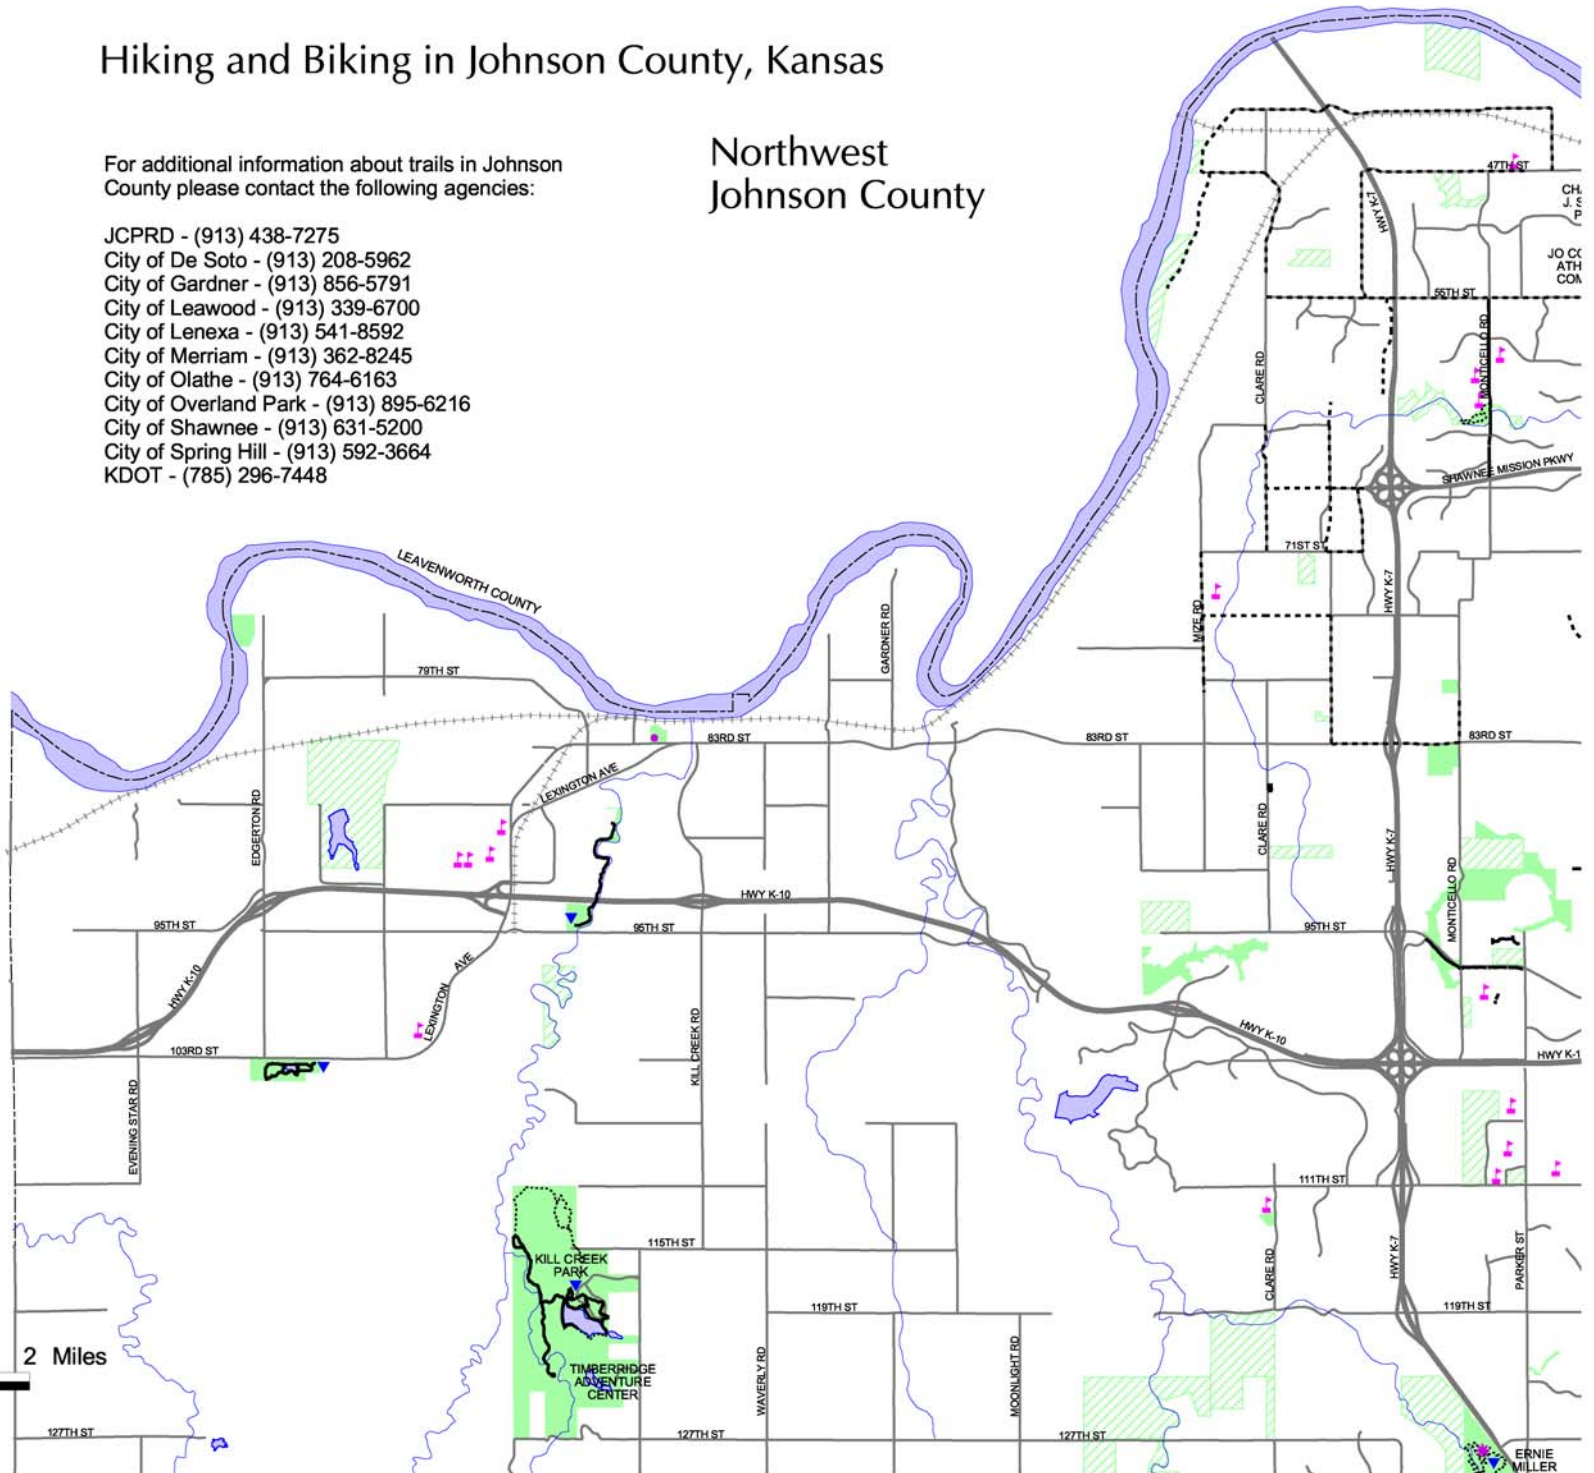 Hiking and Biking in Johnson County, Kansas
Northwest
Johnson County
For additional information about trails in Johnson
County please contact the following agencies:
JCPRD - (913) 438-7275
City of De Soto - (913) 208-5962
City of Gardner - (913) 856-5791
City of Leawood - (913) 339-6700
City of Lenexa - (913) 541-8592
City of Merriam - (913) 362-8245
City of Olathe - (913) 764-6163
City of Overland Park - (913) 895-6216
City of Shawnee - (913) 631-5200
City of Spring Hill - (913) 592-3664
KDOT - (785) 296-7448
47TH ST
CH
J. S
P
HWY K-7
JO CO
ATH
COM
55TH ST
MONTICELLO RD
CLARE RD
SHAWNEE MISSION PKWY
71ST ST
LEAVENWORTH COUNTY
HWY K-7
GARDNER RD
MIZE RD
79TH ST
83RD ST
83RD ST
83RD ST
LEXINGTON AVE
EDGERTON RD
CLARE RD
HWY K-7
MONTICELLO RD
HWY K-10
95TH ST
95TH ST
95TH ST
HWY K-10
LEXINGTON AVE
KILL CREEK RD
HWY K-10
103RD ST
HWY K-1
EVENING STAR RD
111TH ST
115TH ST
KILL CREEK
PARK
CLARE RD
HWY K-7
PARKER ST
119TH ST
119TH ST
2 Miles
TIMBERRIDGE
ADVENTURE
CENTER
WAVERLY RD
MOONLIGHT RD
127TH ST
127TH ST
127TH ST
ERNIE
MILLER